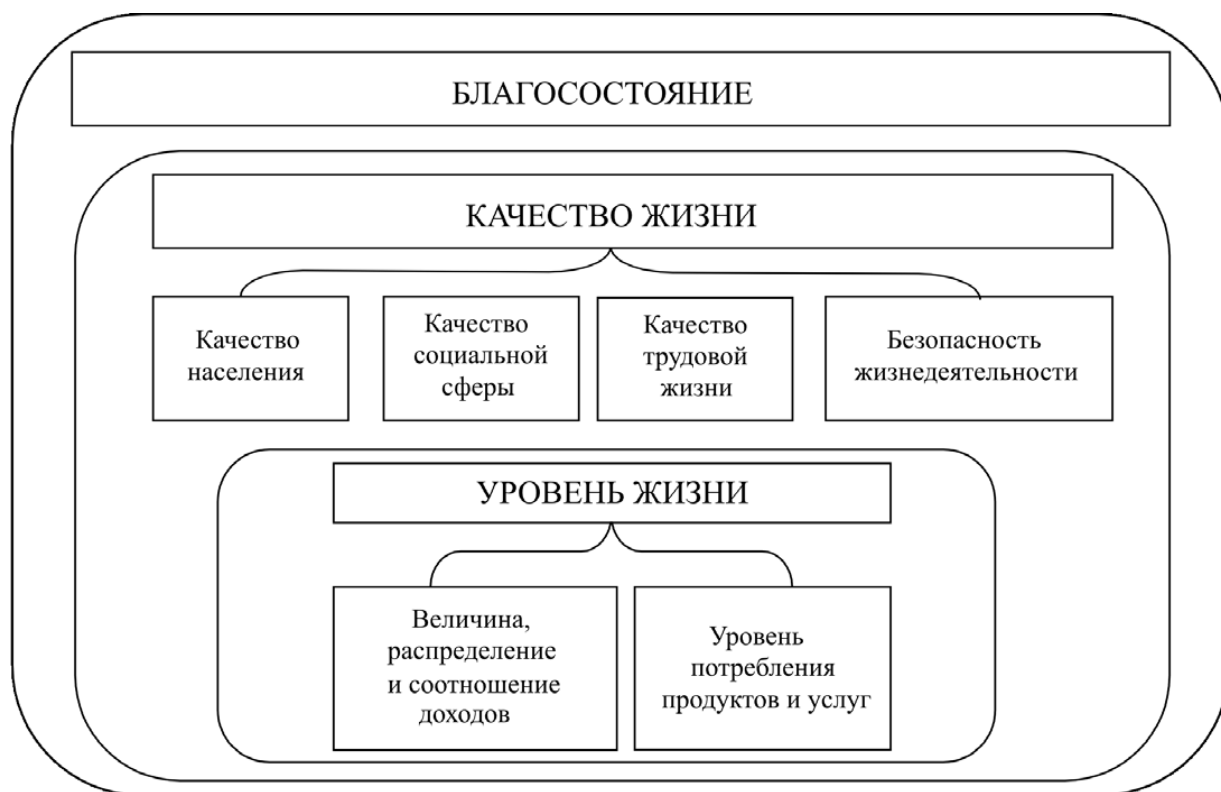 БЛАГОСОСТОЯНИЕ
КАЧЕСТВО ЖИЗНИ
Качество
населения
Качество
социальной
сферы
Качество
трудовой
жизни
Безопасность
жизнедеятельности
УРОВЕНЬ ЖИЗНИ
Величина,
распределение
и соотношение
доходов
Уровень
потребления
продуктов и услуг